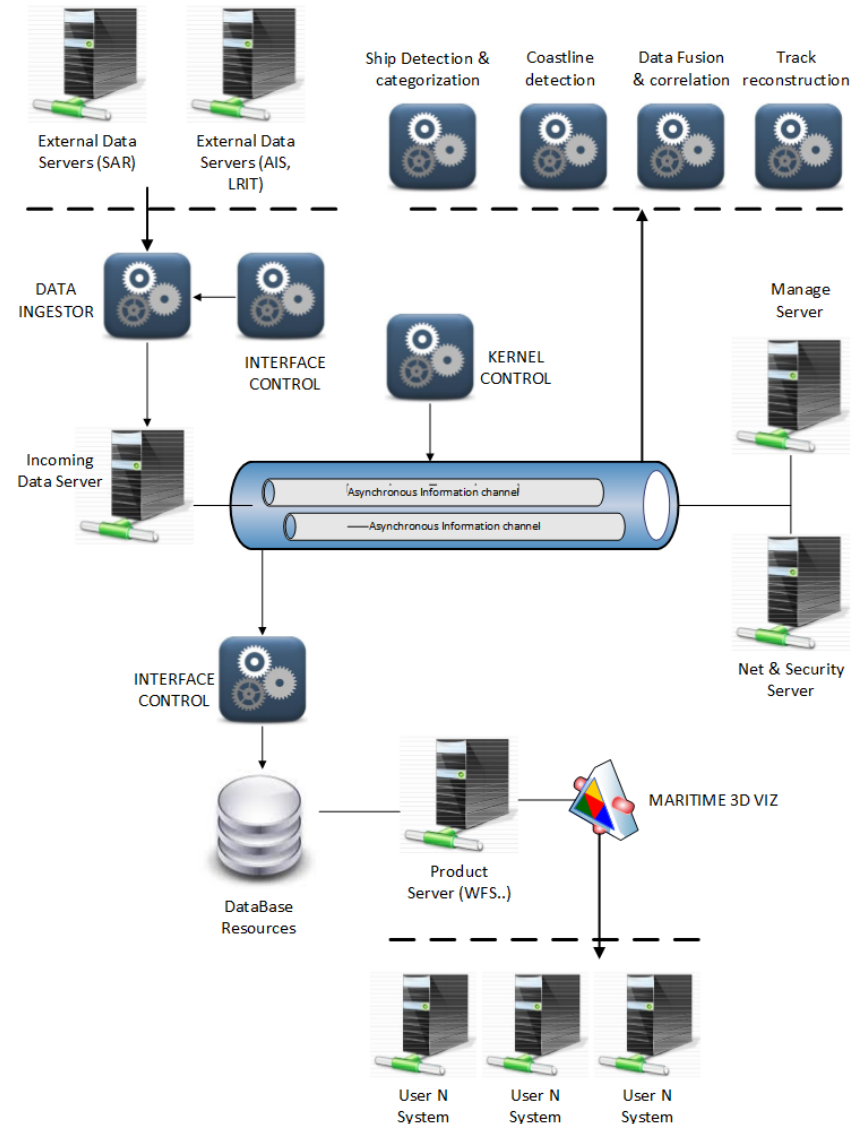 Ship Detection &
categorization
Coastline
detection
Data Fusion
& correlation
Track
reconstruction
External Data
Servers (SAR)
External Data
Servers (AIS,
LRIT)
DATA
INGESTOR
INTERFACE
CONTROL
KERNEL
CONTROL
Manage
Server
Incoming
Data Server
Asynchronous Information channel
Asynchronous Information channel
INTERFACE
CONTROL
Net & Security
Server
MARITIME 3D VIZ
Product
Server (WFS..)
DataBase
Resources
User N
System
User N
System
User N
System